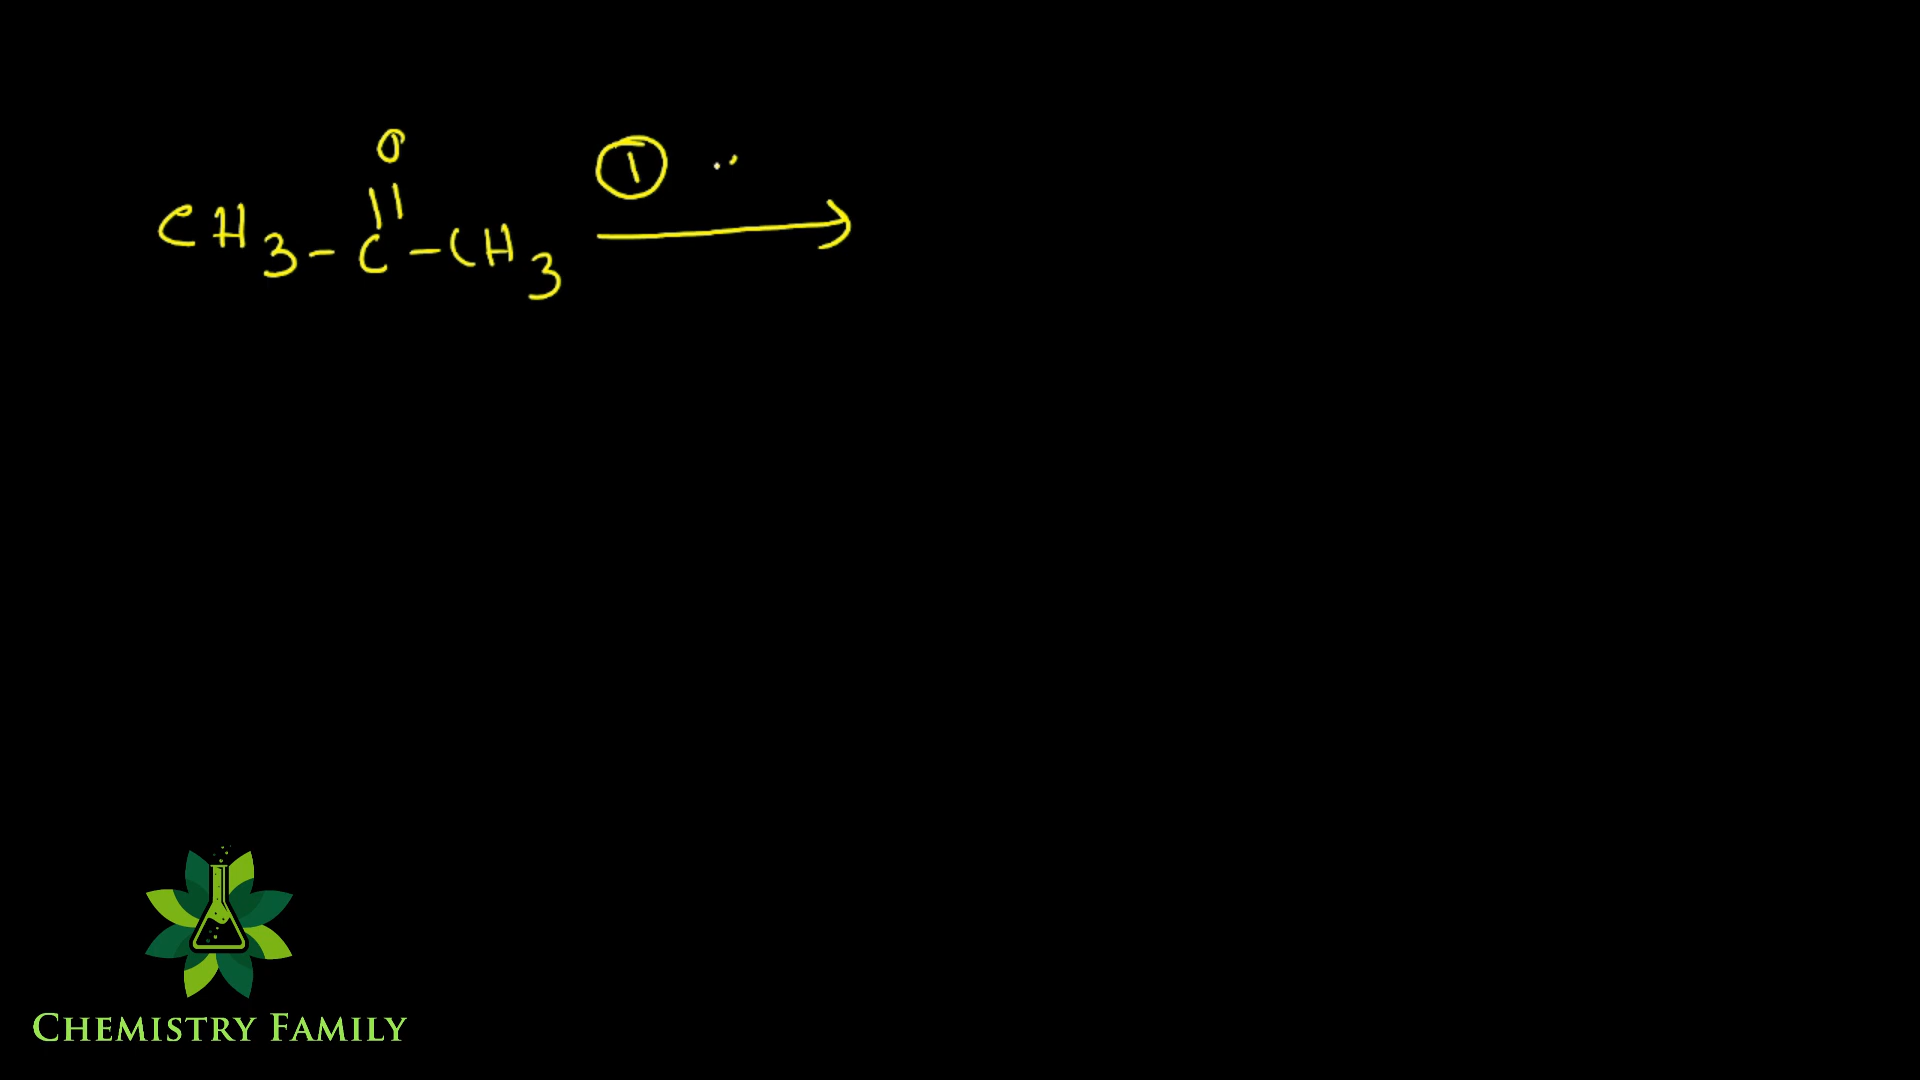 O
||
CH3-C-CH3 ① →
CHEMISTRY FAMILY